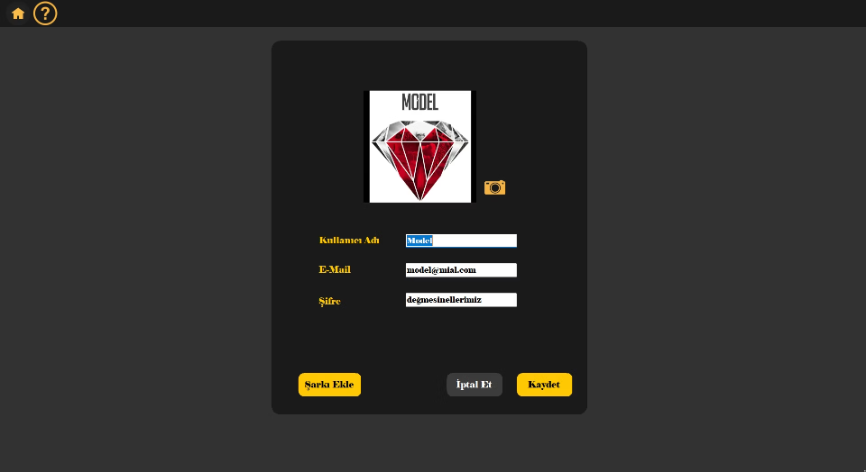 ?
MODEL
Kullanıcı Adı Model
E-Mail model@mial.com
Şifre değmesinellerimiz
Şarkı Ekle İptal Et Kaydet